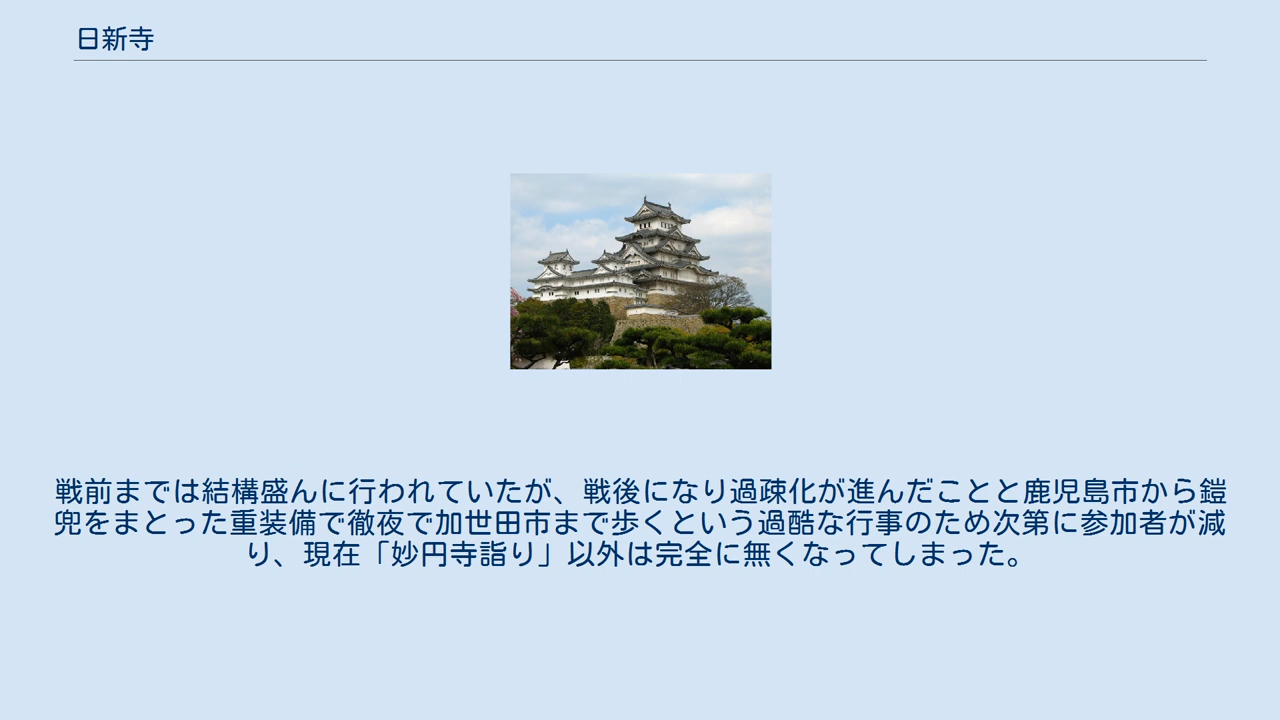 日新寺
戦前までは結構盛んに行われていたが、戦後になり過疎化が進んだことと鹿児島市から鎧
兜をまとった重装備で徹夜で加世田市まで歩くという過酷な行事のため次第に参加者が減
り、現在「妙円寺詣り」以外は完全に無くなってしまった。